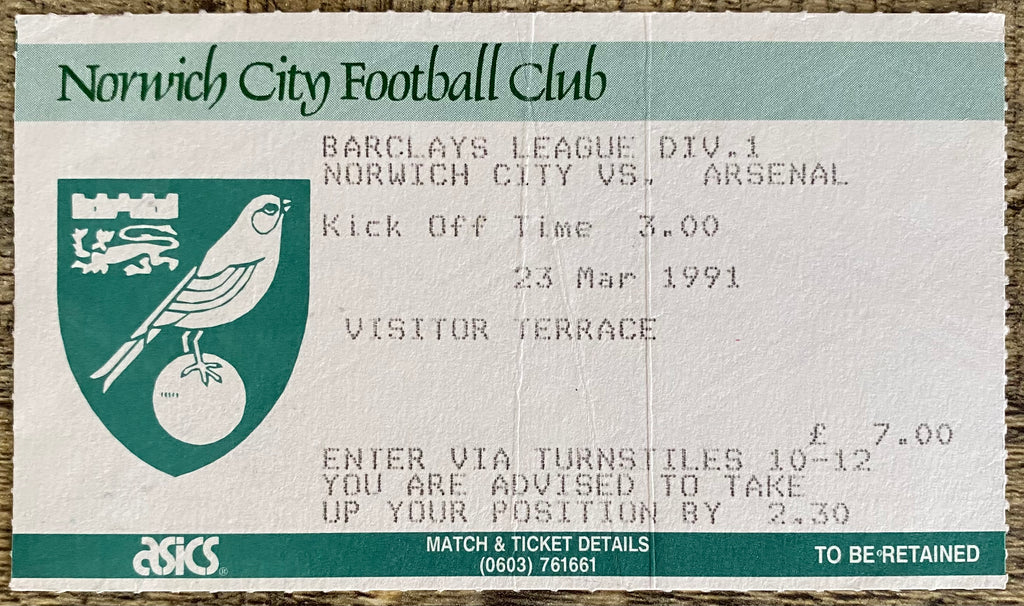 Norwich City Football Club
BARCLAYS LEAGUE DIV.1
NORWICH CITY VS. ARSENAL
Kick Off Time 3.00
23 Mar 1991
VISITOR TERRACE
£ 7.00
ENTER VIA TURNSTILES 10-12
YOU ARE ADVISED TO TAKE
UP YOUR POSITION BY 2.30
asics®
MATCH & TICKET DETAILS
(0603) 761661
TO BE RETAINED